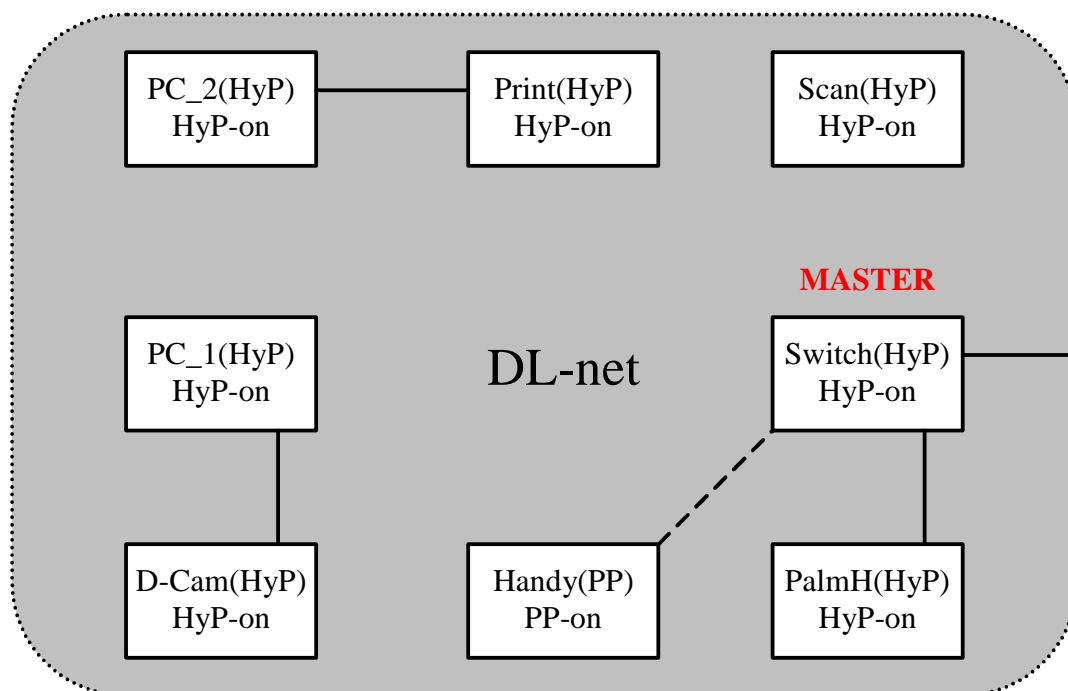 PC_2(HyP)
HyP-on
Print(HyP)
HyP-on
Scan(HyP)
HyP-on
MASTER
PC_1(HyP)
HyP-on
DL-net
Switch(HyP)
HyP-on
D-Cam(HyP)
HyP-on
Handy(PP)
PP-on
PalmH(HyP)
HyP-on